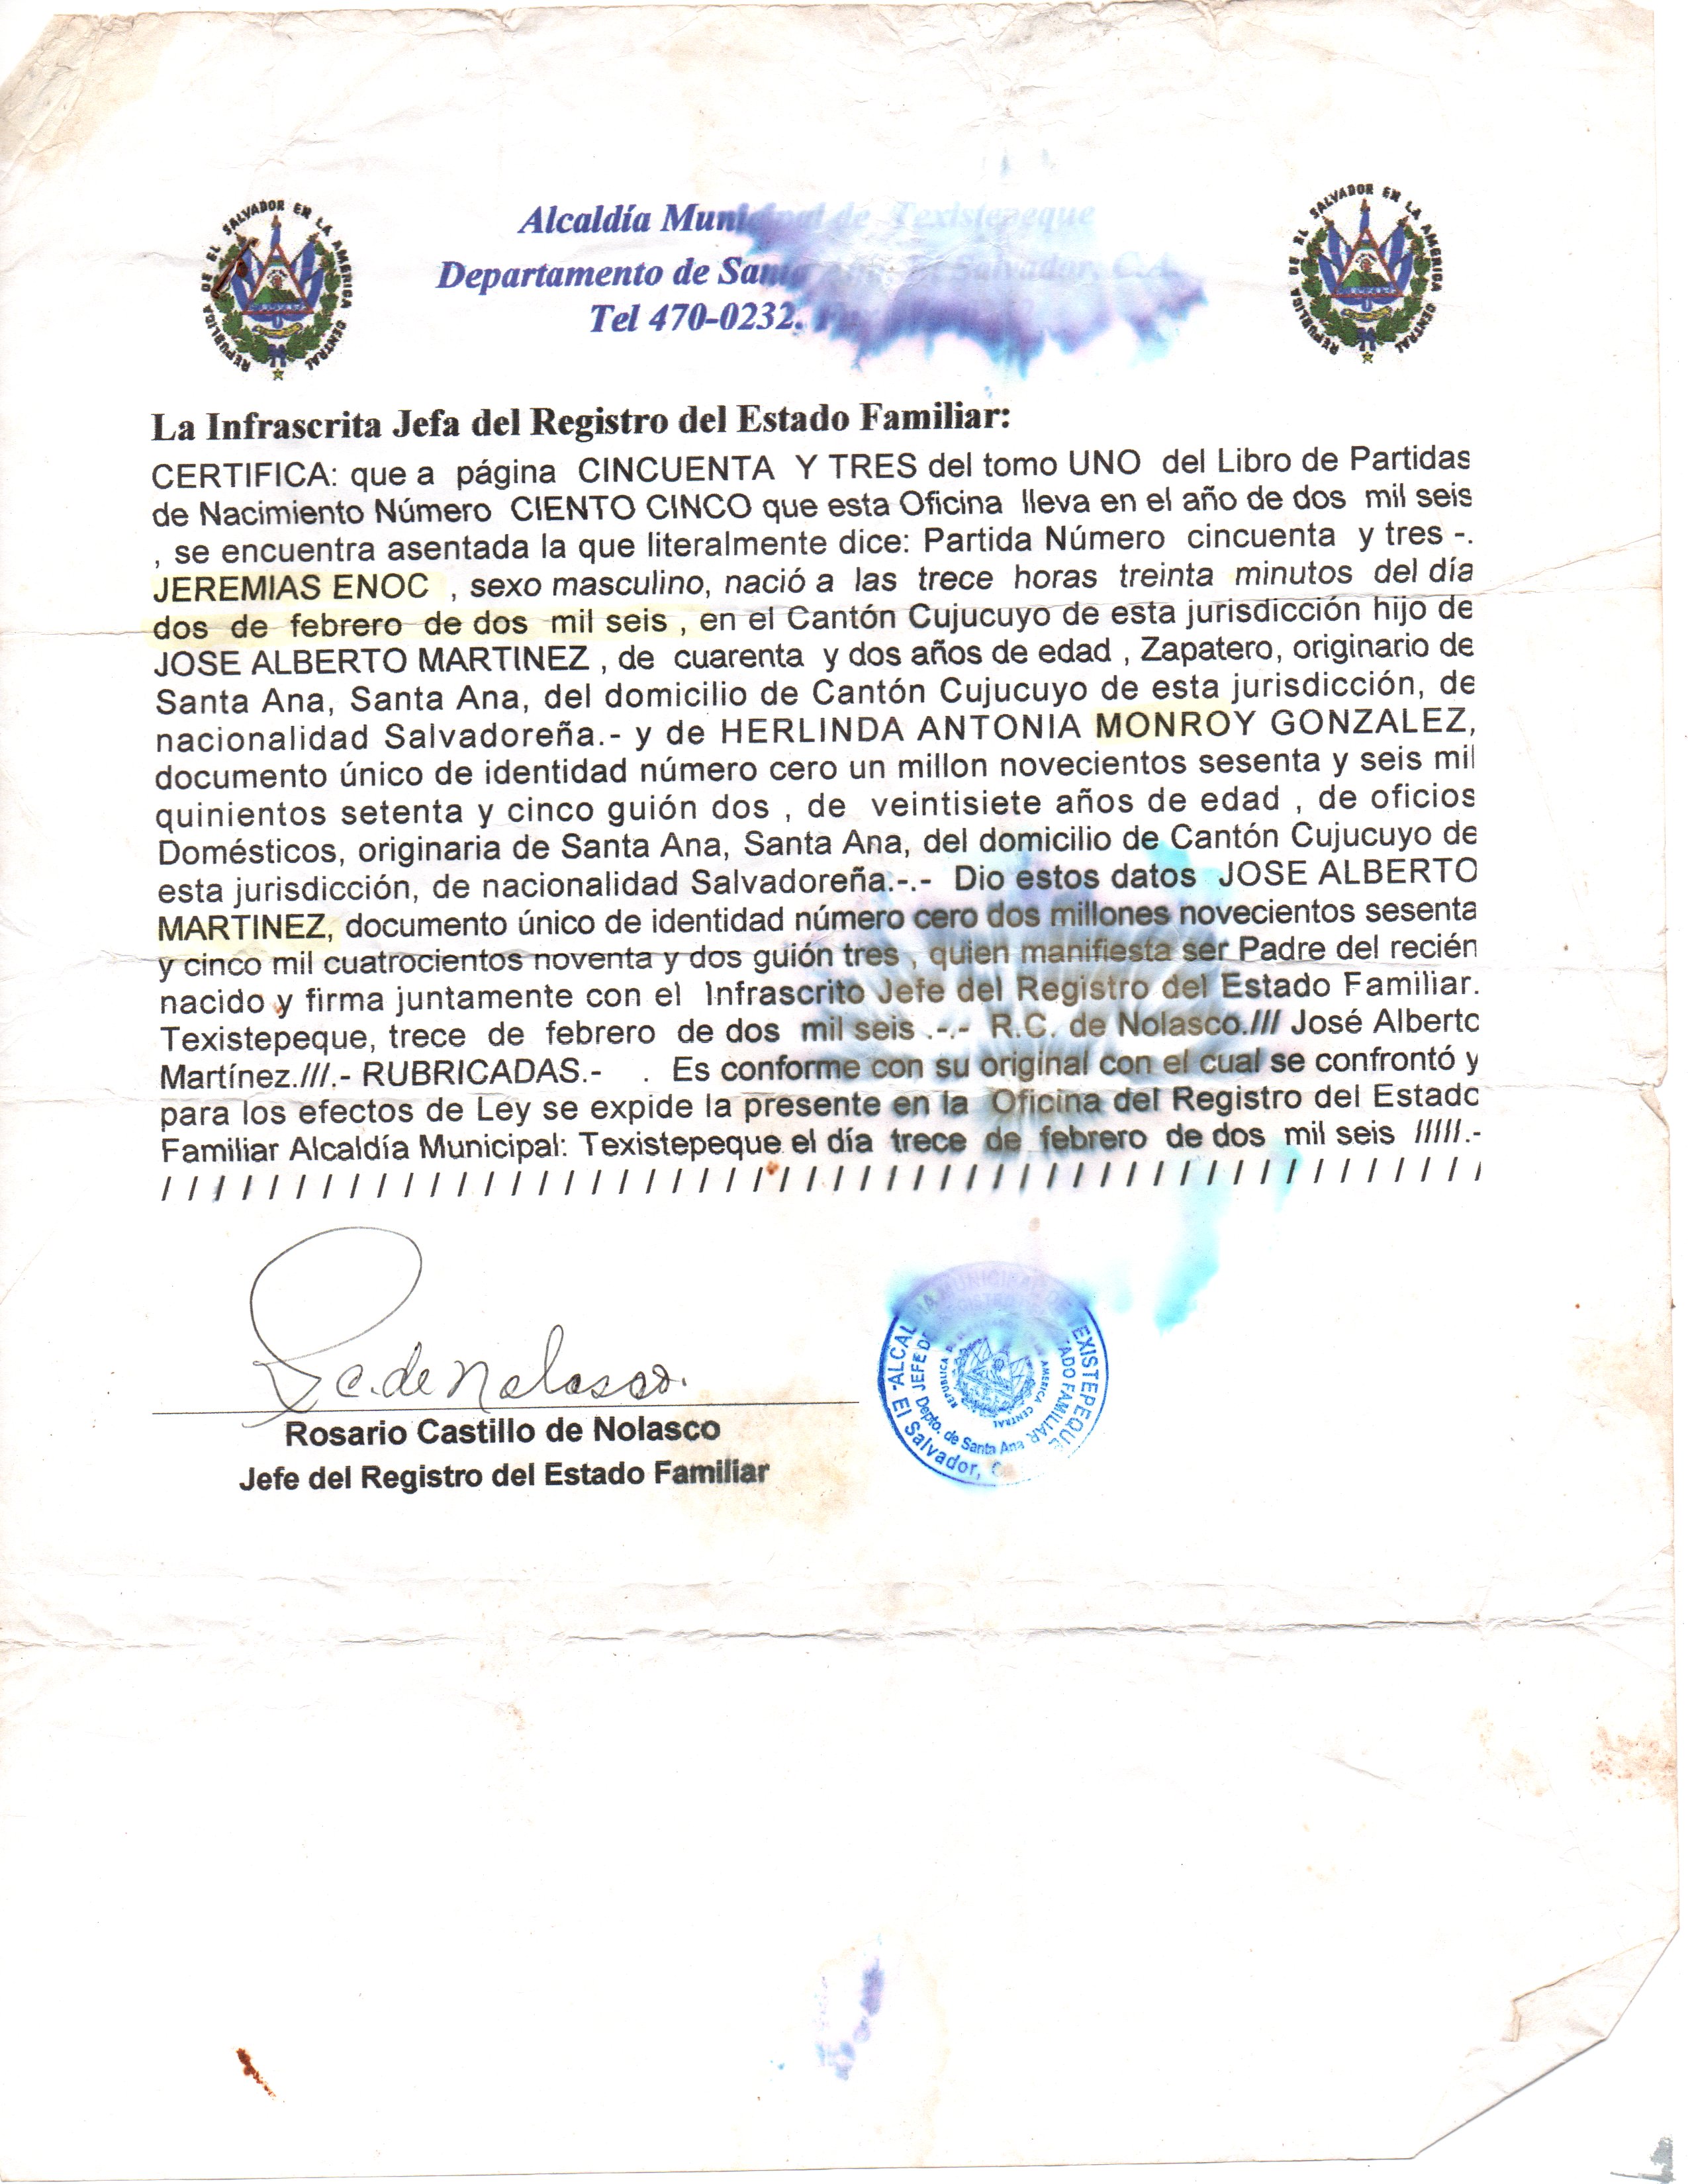 REPUBLICA DE EL SALVADOR EN LA AMERICA CENTRAL
REPUBLICA DE EL SALVADOR EN LA AMERICA CENTRAL
Alcaldía Municipal de Texistepeque
Departamento de Santa Ana, El Salvador, C.A.
Tel 470-0232.
La Infrascrita Jefa del Registro del Estado Familiar:
CERTIFICA: que a página CINCUENTA Y TRES del tomo UNO del Libro de Partidas
de Nacimiento Número CIENTO CINCO que esta Oficina lleva en el año de dos mil seis
, se encuentra asentada la que literalmente dice: Partida Número cincuenta y tres -.
JEREMIAS ENOC , sexo masculino, nació a las trece horas treinta minutos del día
dos de febrero de dos mil seis , en el Cantón Cujucuyo de esta jurisdicción hijo de
JOSE ALBERTO MARTINEZ , de cuarenta y dos años de edad , Zapatero, originario de
Santa Ana, Santa Ana, del domicilio de Cantón Cujucuyo de esta jurisdicción, de
nacionalidad Salvadoreña.- y de HERLINDA ANTONIA MONROY GONZALEZ,
documento único de identidad número cero un millon novecientos sesenta y seis mil
quinientos setenta y cinco guión dos , de veintisiete años de edad , de oficios
Domésticos, originaria de Santa Ana, Santa Ana, del domicilio de Cantón Cujucuyo de
esta jurisdicción, de nacionalidad Salvadoreña.-.- Dio estos datos JOSE ALBERTO
MARTINEZ, documento único de identidad número cero dos millones novecientos sesenta
y cinco mil cuatrocientos noventa y dos guión tres , quien manifiesta ser Padre del recién
nacido y firma juntamente con el Infrascrito Jefe del Registro del Estado Familiar.
Texistepeque, trece de febrero de dos mil seis .-.- R.C. de Nolasco./// José Alberto
Martínez.///.- RUBRICADAS.- . Es conforme con su original con el cual se confrontó y
para los efectos de Ley se expide la presente en la Oficina del Registro del Estado
Familiar Alcaldía Municipal: Texistepeque el día trece de febrero de dos mil seis /////.-
/ / / / / / / / / / / / / / / / / / / / / / / / / / / / / / / / / / / / / / / / / / / / / / / / / /
R c. de Nolasco.
Rosario Castillo de Nolasco
Jefe del Registro del Estado Familiar
ALCALDIA MUNICIPAL DE TEXISTEPEQUE
JEFE DEL REGISTRO DEL ESTADO FAMILIAR
REPUBLICA DE EL SALVADOR AMERICA CENTRAL
Depto. de Santa Ana
El Salvador,